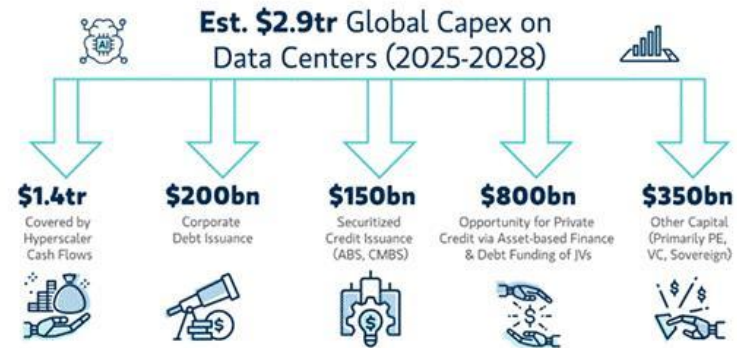 Est. $2.9tr Global Capex on
Data Centers (2025-2028)
AI
$1.4tr
Covered by
Hyperscaler
Cash Flows
$200bn
Corporate
Debt Issuance
$150bn
Securitized
Credit Issuance
(ABS, CMBS)
$800bn
Opportunity for Private
Credit via Asset-based Finance
& Debt Funding of JVs
$350bn
Other Capital
(Primarily PE,
VC, Sovereign)
$
$
$
$
$ $